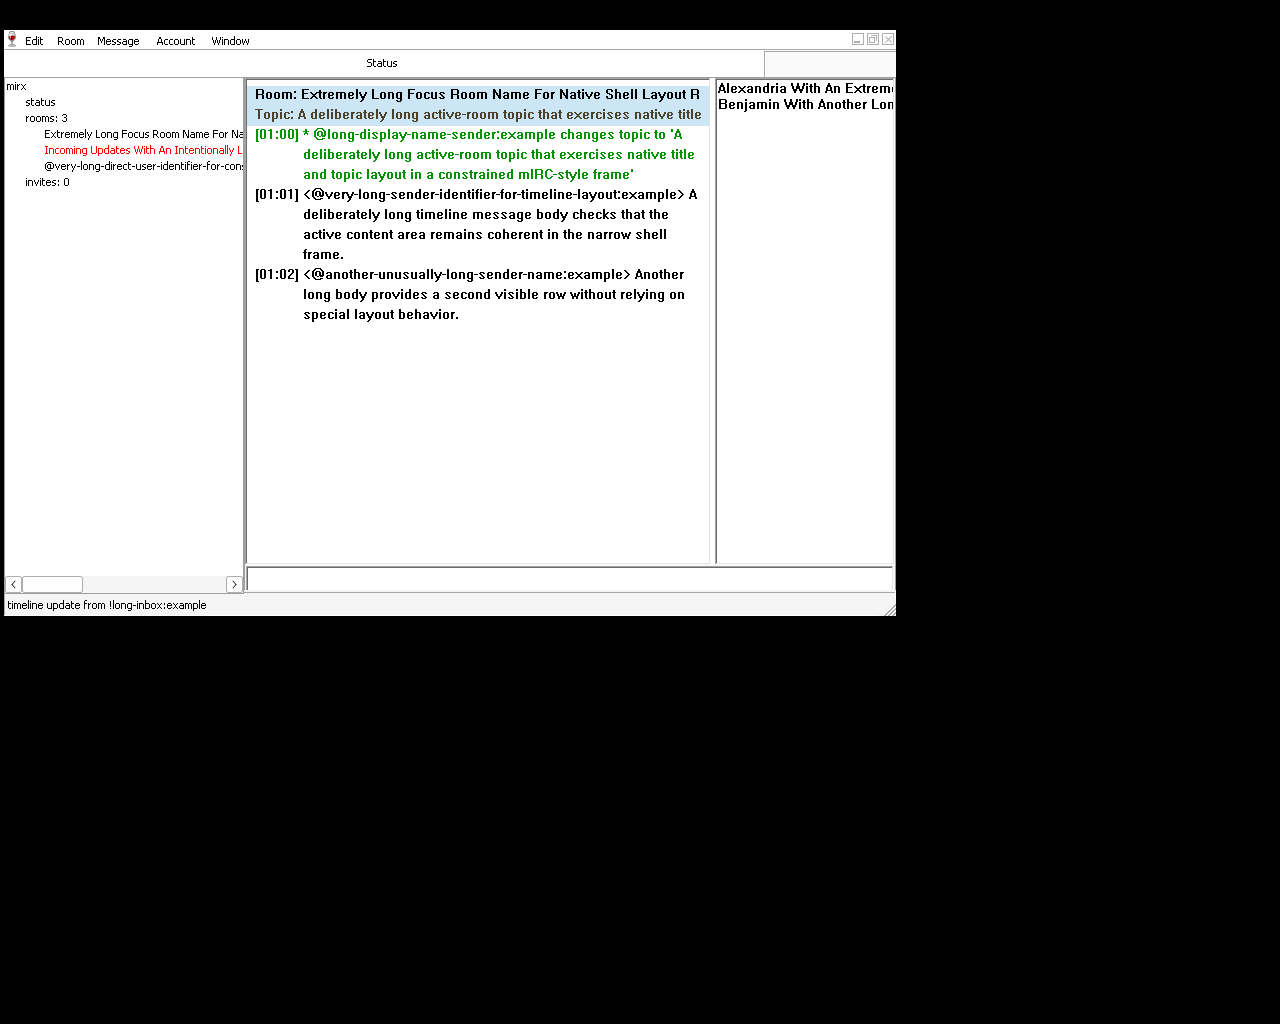 Edit Room Message Account Window
Status
mirx
status
rooms: 3
Extremely Long Focus Room Name For Na
Incoming Updates With An Intentionally L
@very-long-direct-user-identifier-for-cons
invites: 0
Room: Extremely Long Focus Room Name For Native Shell Layout R
Topic: A deliberately long active-room topic that exercises native title
[01:00] * @long-display-name-sender:example changes topic to 'A
deliberately long active-room topic that exercises native title
and topic layout in a constrained mIRC-style frame'
[01:01] <@very-long-sender-identifier-for-timeline-layout:example> A
deliberately long timeline message body checks that the
active content area remains coherent in the narrow shell
frame.
[01:02] <@another-unusually-long-sender-name:example> Another
long body provides a second visible row without relying on
special layout behavior.
Alexandria With An Extrem
Benjamin With Another Lon
timeline update from !long-inbox:example